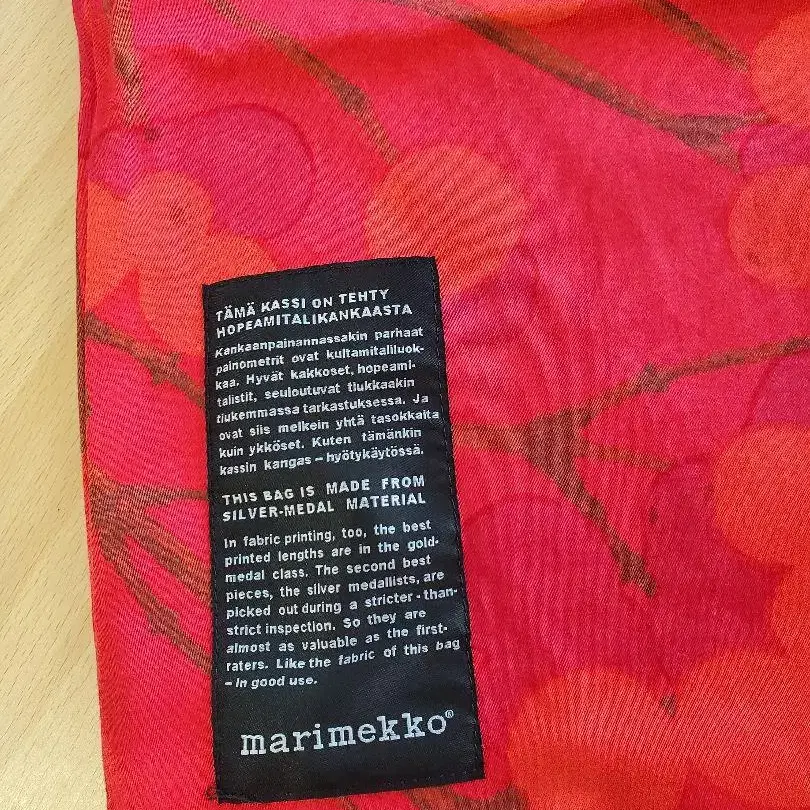 TÄMÄ KASSI ON TEHTY
HOPEAMITALIKANKAASTA
Kankaanpainannassakin parhaat
painometrit ovat kultamitaliluok-
kaa. Hyvät kakkoset, hopeami-
talistit, seuloutuvat tiukkaakin
tiukemmassa tarkastuksessa. Ja
ovat siis melkein yhtä tasokkaita
kuin ykköset. Kuten tämänkin
kassin kangas – hyötykäytössä.
THIS BAG IS MADE FROM
SILVER-MEDAL MATERIAL
In fabric printing, too, the best
printed lengths are in the gold-
medal class. The second best
pieces, the silver medallists, are
picked out during a stricter-than-
strict inspection. So they are
almost as valuable as the first-
raters. Like the fabric of this bag
– in good use.
marimekko®